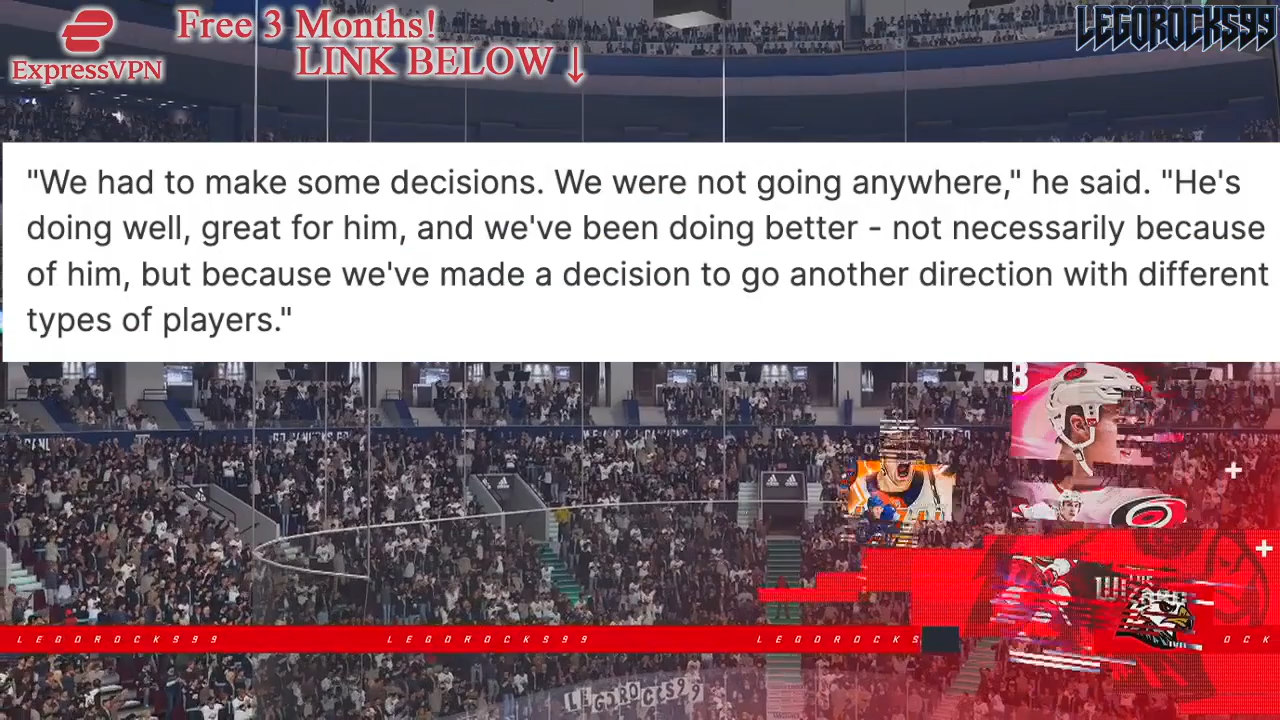 ExpressVPN
Free 3 Months!
LINK BELOW ↓
LEGOROCKS99
"We had to make some decisions. We were not going anywhere," he said. "He's
doing well, great for him, and we've been doing better - not necessarily because
of him, but because we've made a decision to go another direction with different
types of players."
LEGOROCKS99 LEGOROCKS99 LEGOROCKS OCK
LEGOROCKS99